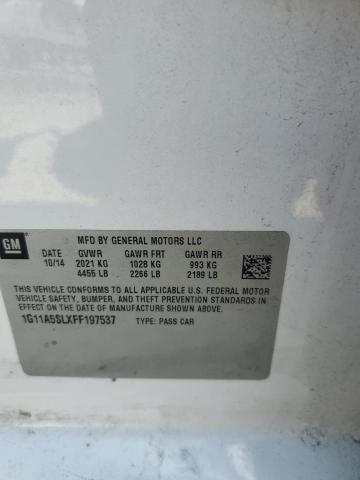 GM
MFD BY GENERAL MOTORS LLC
DATE GVWR GAWR FRT GAWR RR
10/14 2021 KG 1028 KG 993 KG
4455 LB 2266 LB 2189 LB
THIS VEHICLE CONFORMS TO ALL APPLICABLE U.S. FEDERAL MOTOR
VEHICLE SAFETY, BUMPER, AND THEFT PREVENTION STANDARDS IN
EFFECT ON THE DATE OF MANUFACTURE SHOWN ABOVE.
1G11A5SLXFF197537 TYPE: PASS CAR